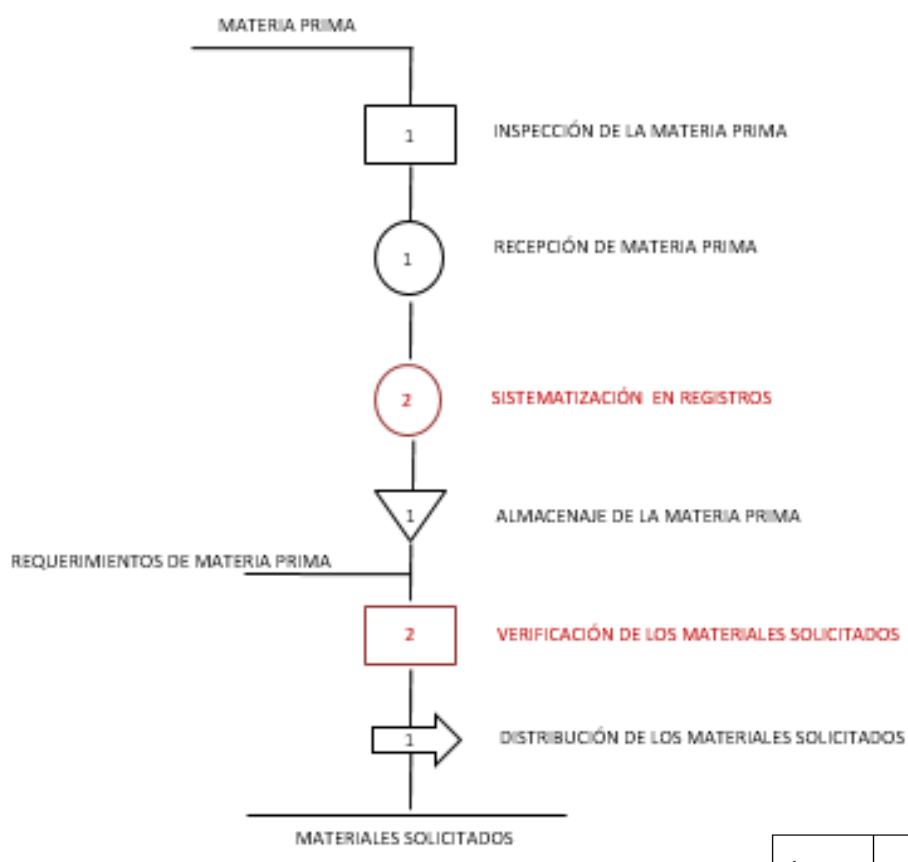 MATERIA PRIMA
1
INSPECCIÓN DE LA MATERIA PRIMA
1
RECEPCIÓN DE MATERIA PRIMA
2
SISTEMATIZACIÓN EN REGISTROS
1
ALMACENAJE DE LA MATERIA PRIMA
REQUERIMIENTOS DE MATERIA PRIMA
2
VERIFICACIÓN DE LOS MATERIALES SOLICITADOS
1
DISTRIBUCIÓN DE LOS MATERIALES SOLICITADOS
MATERIALES SOLICITADOS